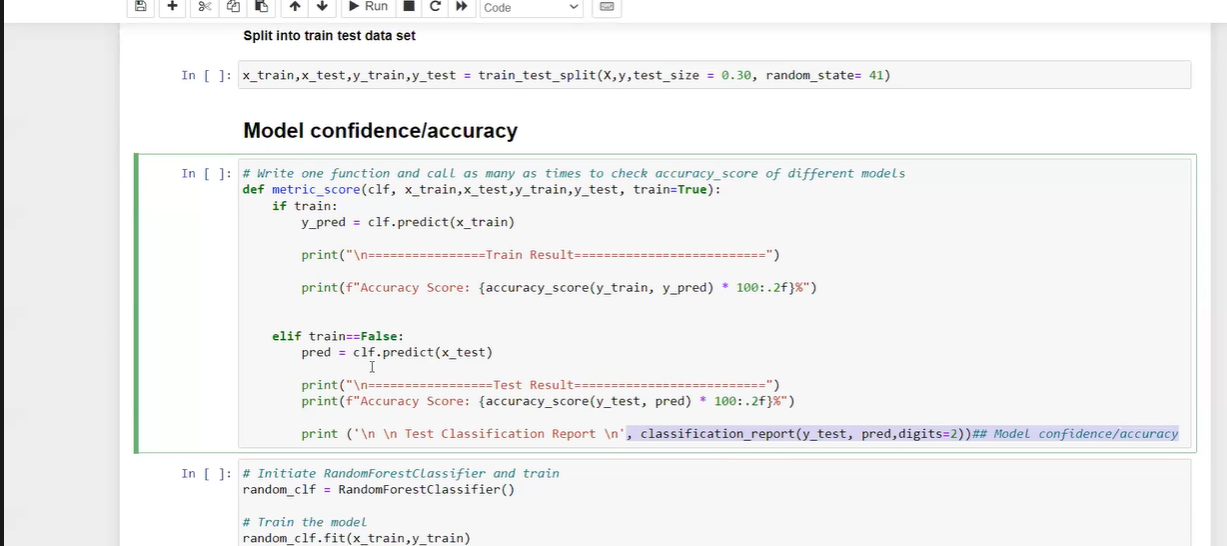 Run
Code
Split into train test data set
In [ ]: x_train,x_test,y_train,y_test = train_test_split(X,y,test_size = 0.30, random_state= 41)
Model confidence/accuracy
In [ ]: # Write one function and call as many as times to check accuracy_score of different models
def metric_score(clf, x_train,x_test,y_train,y_test, train=True):
    if train:
        y_pred = clf.predict(x_train)
        print("\n================Train Result==========================")
        print(f"Accuracy Score: {accuracy_score(y_train, y_pred) * 100:.2f}%")
    elif train==False:
        pred = clf.predict(x_test)
        print("\n=================Test Result==========================")
        print(f"Accuracy Score: {accuracy_score(y_test, pred) * 100:.2f}%")
        print ('\n \n Test Classification Report \n', classification_report(y_test, pred,digits=2))## Model confidence/accuracy
In [ ]: # Initiate RandomForestClassifier and train
random_clf = RandomForestClassifier()
# Train the model
random_clf.fit(x_train,y_train)